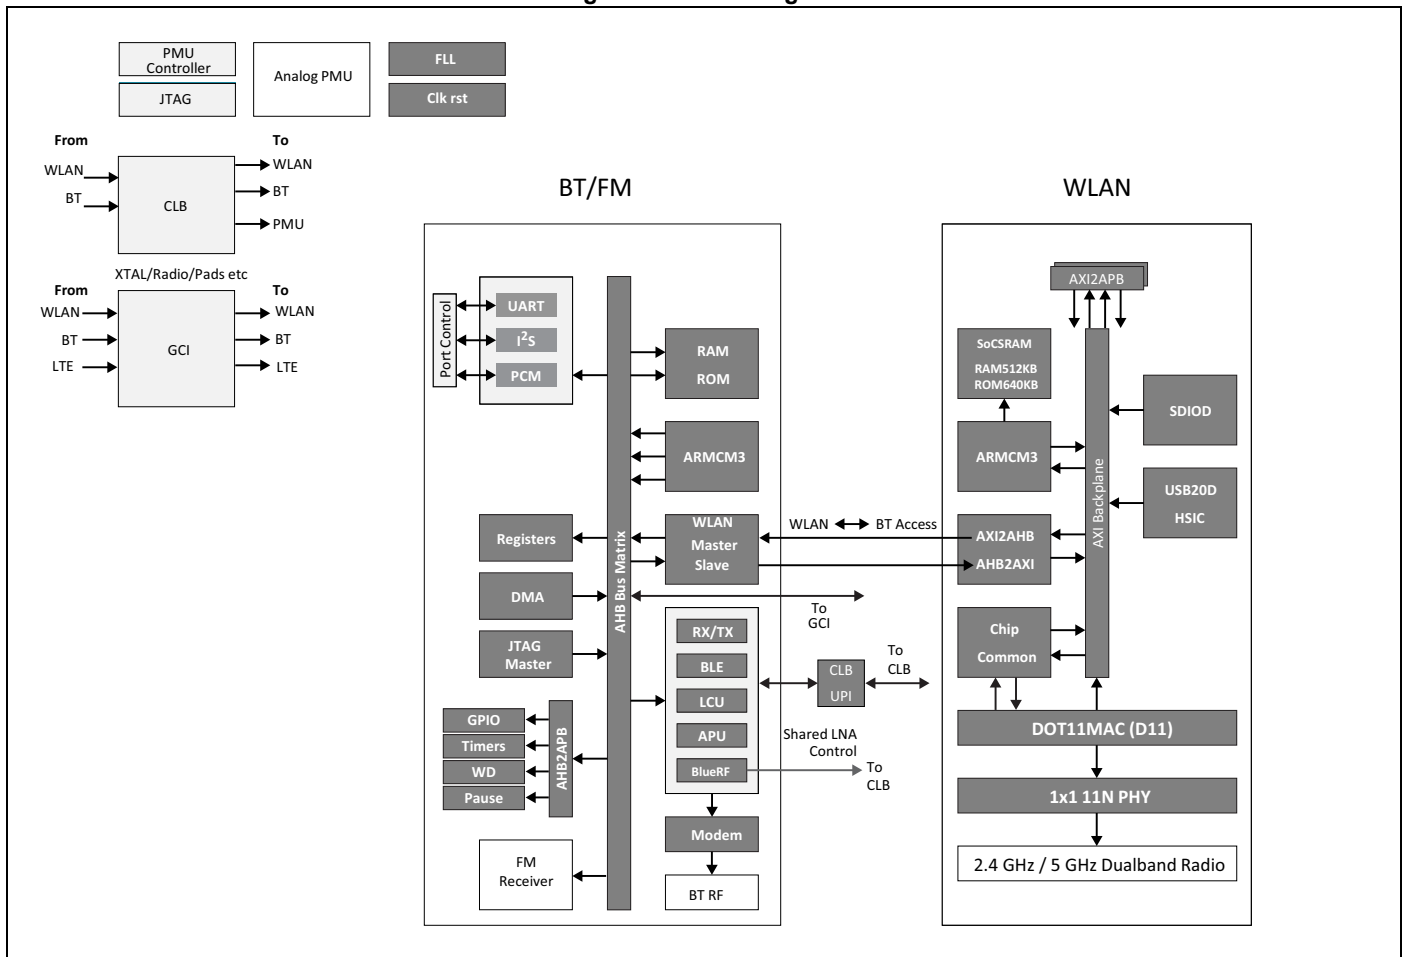 PMU
Controller
JTAG
Analog PMU
FLL
Clk rst
From
To
WLAN
BT
CLB
WLAN
BT
PMU
XTAL/Radio/Pads etc
From
To
WLAN
BT
LTE
GCI
WLAN
BT
LTE
BT/FM
Port Control
UART
I²S
PCM
AHB Bus Matrix
RAM
ROM
ARMCM3
Registers
DMA
JTAG
Master
WLAN
Master
Slave
WLAN
BT Access
To
GCI
RX/TX
BLE
LCU
APU
BlueRF
CLB
UPI
To
CLB
Shared LNA
Control
To
CLB
GPIO
Timers
WD
Pause
AHB2APB
FM
Receiver
Modem
BT RF
WLAN
AXI2APB
SoCSRAM
RAM512KB
ROM640KB
ARMCM3
AXI Backplane
SDIOD
USB20D
HSIC
AXI2AHB
AHB2AXI
Chip
Common
DOT11MAC (D11)
1x1 11N PHY
2.4 GHz / 5 GHz Dualband Radio